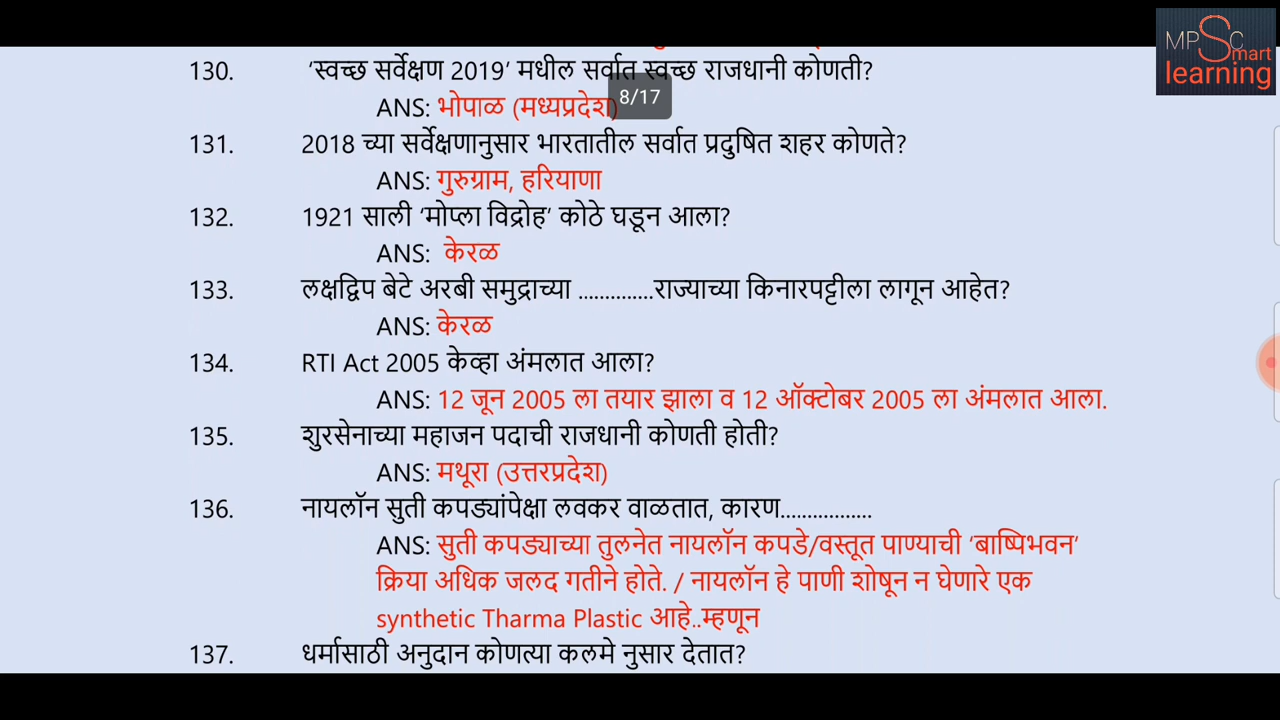 MPSC
Smart
learning
130. ‘स्वच्छ सर्वेक्षण 2019’ मधील सर्वात स्वच्छ राजधानी कोणती?
ANS: भोपाळ (मध्यप्रदेश)
8/17
131. 2018 च्या सर्वेक्षणानुसार भारतातील सर्वात प्रदुषित शहर कोणते?
ANS: गुरुग्राम, हरियाणा
132. 1921 साली ‘मोप्ला विद्रोह’ कोठे घडून आला?
ANS: केरळ
133. लक्षद्विप बेटे अरबी समुद्राच्या ..............राज्याच्या किनारपट्टीला लागून आहेत?
ANS: केरळ
134. RTI Act 2005 केव्हा अंमलात आला?
ANS: 12 जून 2005 ला तयार झाला व 12 ऑक्टोबर 2005 ला अंमलात आला.
135. शुरसेनाच्या महाजन पदाची राजधानी कोणती होती?
ANS: मथूरा (उत्तरप्रदेश)
136. नायलॉन सुती कपड्यांपेक्षा लवकर वाळतात, कारण.................
ANS: सुती कपड्याच्या तुलनेत नायलॉन कपडे/वस्तूत पाण्याची ‘बाष्पिभवन’
क्रिया अधिक जलद गतीने होते. / नायलॉन हे पाणी शोषून न घेणारे एक
synthetic Tharma Plastic आहे..म्हणून
137. धर्मासाठी अनुदान कोणत्या कलमे नुसार देतात?